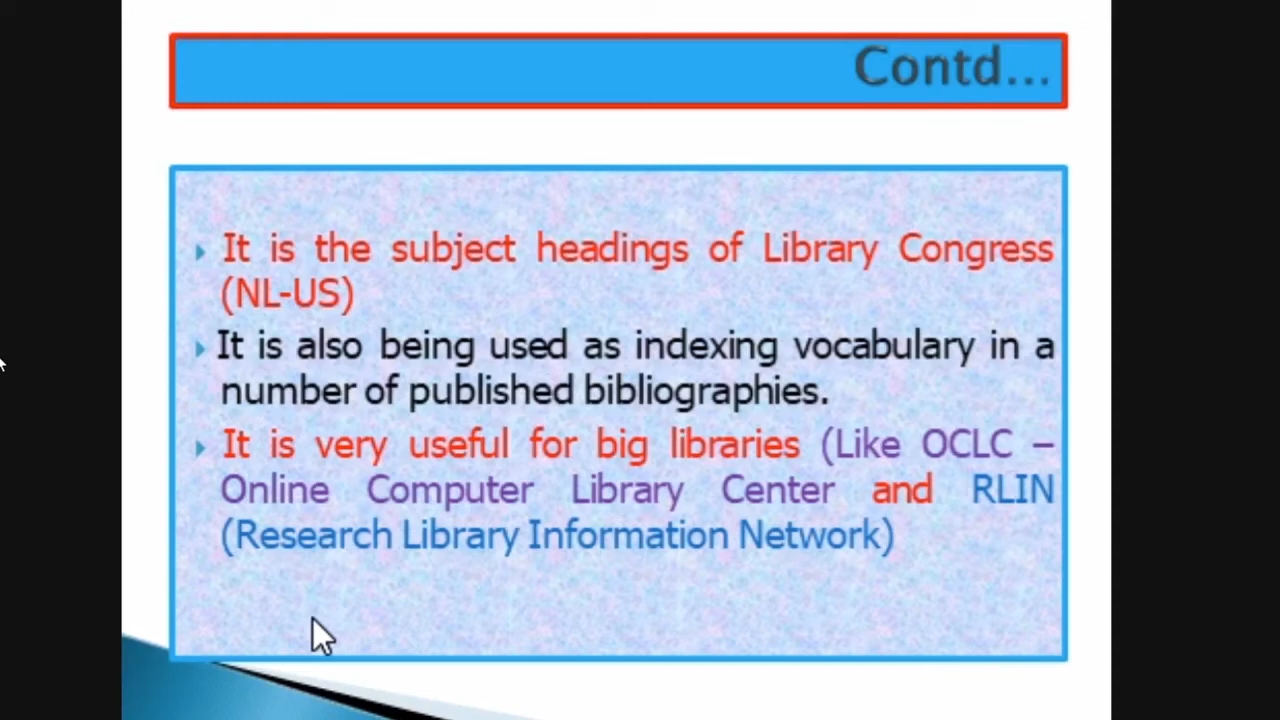 Contd...
It is the subject headings of Library Congress
(NL-US)
It is also being used as indexing vocabulary in a
number of published bibliographies.
It is very useful for big libraries (Like OCLC –
Online Computer Library Center and RLIN
(Research Library Information Network)